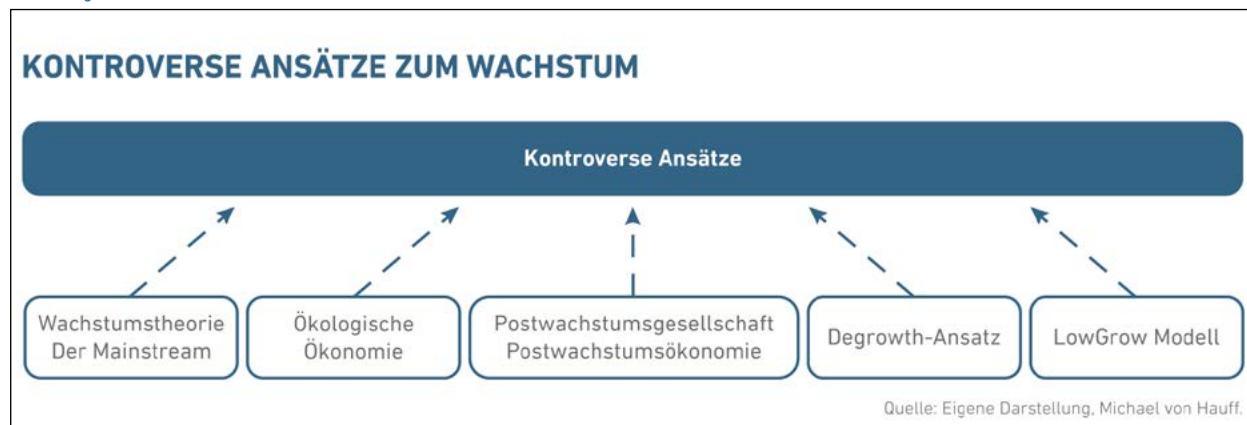 KONTROVERSE ANSÄTZE ZUM WACHSTUM
Kontroverse Ansätze
Wachstumstheorie
Der Mainstream
Ökologische
Ökonomie
Postwachstumsgesellschaft
Postwachstumsökonomie
Degrowth-Ansatz
LowGrow Modell
Quelle: Eigene Darstellung, Michael von Hauff.